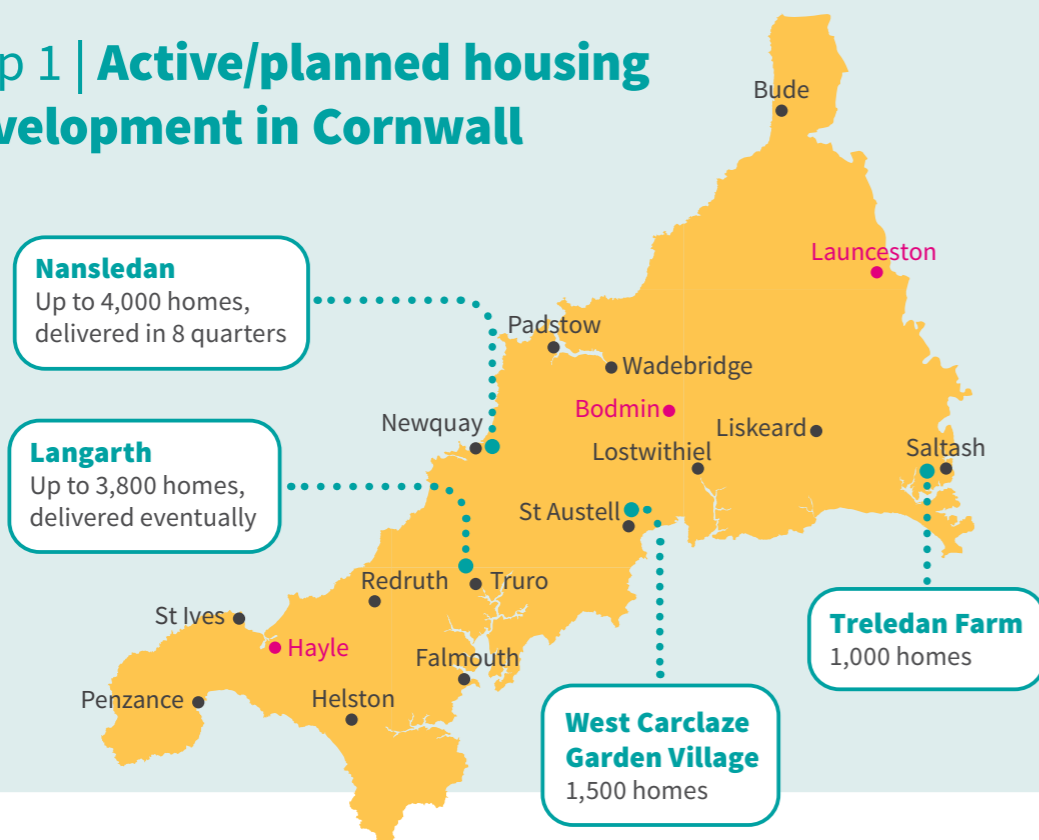 p 1 | Active/planned housing
velopment in Cornwall
Bude
Launceston
Nansledan
Up to 4,000 homes,
delivered in 8 quarters
Padstow
Wadebridge
Bodmin
Newquay
Liskeard
Lostwithiel
Saltash
Langarth
Up to 3,800 homes,
delivered eventually
St Austell
Redruth
Truro
St Ives
Hayle
Falmouth
Penzance
Helston
Treledan Farm
1,000 homes
West Carclaze
Garden Village
1,500 homes